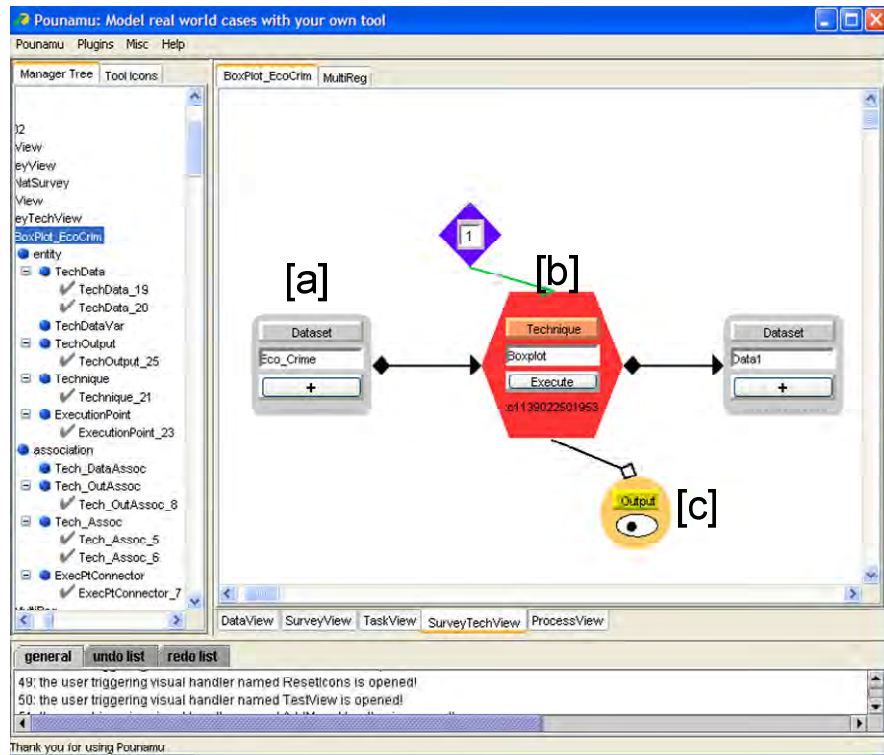 Pounamu: Model real world cases with your own tool
Pounamu Plugins Misc Help
Manager Tree Tool Icons
BoxPlot_EcoCrim MultiReg
View
eyView
NatSurvey
View
eyTechView
BoxPlot_EcoCrim
entity
TechData
TechData_19
TechData_20
TechDataVar
TechOutput
TechOutput_25
Technique
Technique_21
ExecutionPoint
ExecutionPoint_23
association
Tech_DataAssoc
Tech_OutAssoc
Tech_OutAssoc_8
Tech_Assoc
Tech_Assoc_5
Tech_Assoc_6
ExecPtConnector
ExecPtConnector_7
1
[a]
[b]
Dataset
Eco_Crime
+
Technique
Boxplot
Execute
c1139022501953
Dataset
Data1
+
Output
[c]
DataView SurveyView TaskView SurveyTechView ProcessView
general undo list redo list
49: the user triggering visual handler named ResetIcons is opened!
50: the user triggering visual handler named TestView is opened!
Thank you for using Pounamu